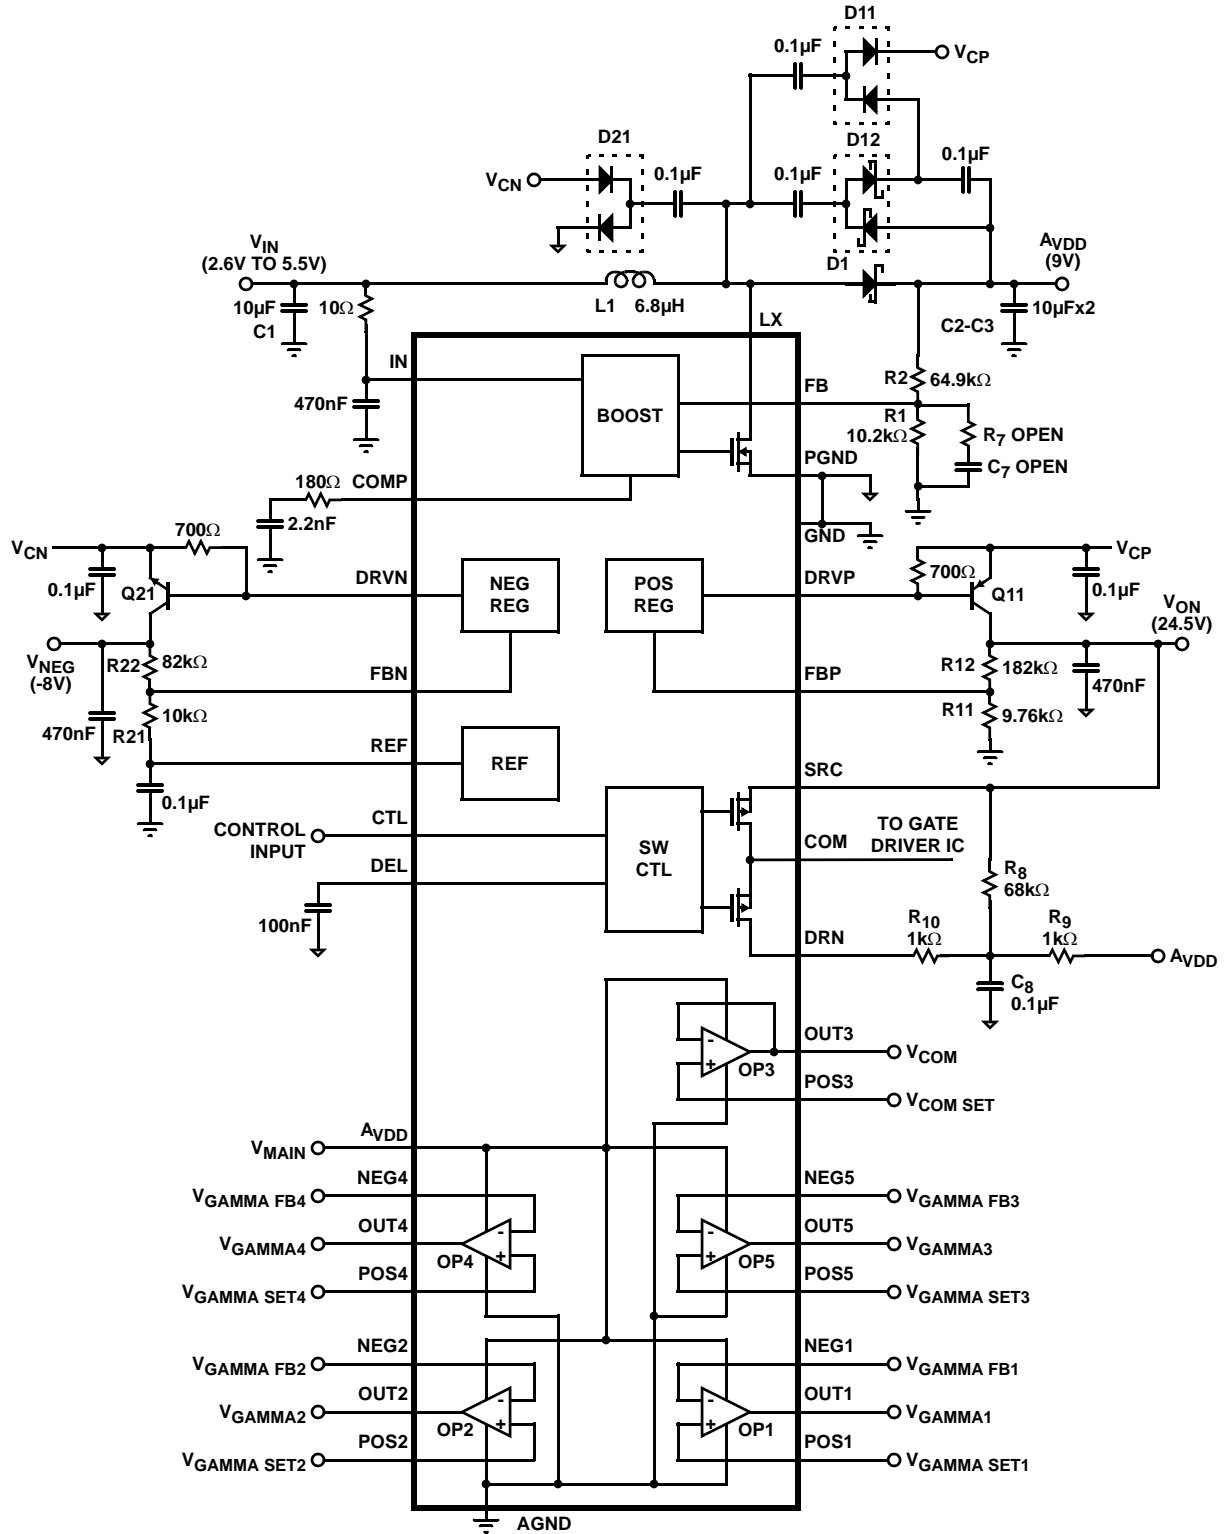 D11
0.1µF
VCP
D12
0.1µF
0.1µF
D21
0.1µF
VCN
VIN
(2.6V TO 5.5V)
AVDD
(9V)
D1
10µF
C1
10Ω
L1 6.8µH
LX
C2-C3
10µFx2
IN
470nF
BOOST
FB
R2 64.9kΩ
R1
10.2kΩ
R7 OPEN
C7 OPEN
PGND
GND
180Ω
COMP
2.2nF
700Ω
VCN
0.1µF
Q21
DRVN
NEG
REG
POS
REG
DRVP
700Ω
Q11
VCP
0.1µF
VON
(24.5V)
VNEG
(-8V)
R22 82kΩ
FBN
FBP
R12 182kΩ
470nF
R11 9.76kΩ
470nF
R21
10kΩ
REF
REF
0.1µF
SRC
CONTROL
INPUT
CTL
SW
CTL
COM
TO GATE
DRIVER IC
DEL
100nF
R8
68kΩ
DRN
R10
1kΩ
R9
1kΩ
AVDD
C8
0.1µF
-
+
OP3
OUT3
VCOM
POS3
VCOM SET
VMAIN
AVDD
VGAMMA FB4
NEG4
NEG5
VGAMMA FB3
VGAMMA4
OUT4
-
+
OP4
-
+
OP5
OUT5
VGAMMA3
VGAMMA SET4
POS4
POS5
VGAMMA SET3
VGAMMA FB2
NEG2
NEG1
VGAMMA FB1
VGAMMA2
OUT2
-
+
OP2
-
+
OP1
OUT1
VGAMMA1
VGAMMA SET2
POS2
POS1
VGAMMA SET1
AGND